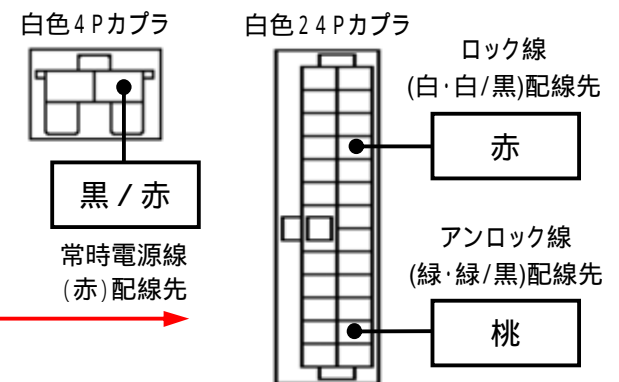 白色4Pカプラ
黒/赤
常時電源線
(赤)配線先
白色24Pカプラ
ロック線
(白･白/黒)配線先
赤
アンロック線
(緑･緑/黒)配線先
桃